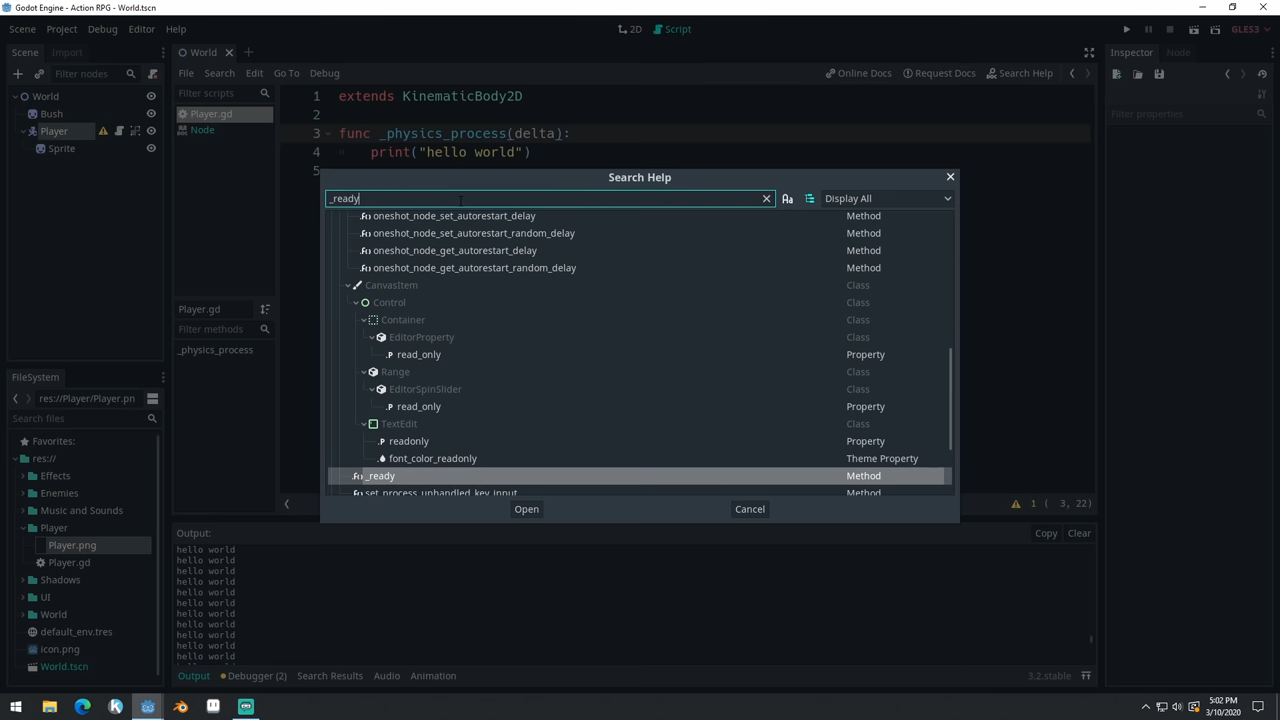 Godot Engine - Action RPG - World.tscn
Scene Project Debug Editor Help
2D Script
GLES3
Scene Import
Filter nodes
World
Bush
Player
Sprite
World
File Search Edit Go To Debug
Online Docs Request Docs Search Help
Filter scripts
Player.gd
Node
Player.gd
Filter methods
_physics_process
1 extends KinematicBody2D
2
3 func _physics_process(delta):
4 print("hello world")
5
Search Help
_ready
Aa
Display All
oneshot_node_set_autorestart_delay Method
oneshot_node_set_autorestart_random_delay Method
oneshot_node_get_autorestart_delay Method
oneshot_node_get_autorestart_random_delay Method
CanvasItem Class
Control Class
Container Class
EditorProperty Class
read_only Property
Range Class
EditorSpinSlider Class
read_only Property
TextEdit Class
readonly Property
font_color_readonly Theme Property
_ready Method
set_process_unhandled_key_input Method
Open Cancel
1 ( 3, 22)
Inspector Node
Filter properties
FileSystem
res://Player/Player.pn
Search files
Favorites:
res://
Effects
Enemies
Music and Sounds
Player
Player.png
Player.gd
Shadows
UI
World
default_env.tres
icon.png
World.tscn
Output: Copy Clear
hello world
hello world
hello world
hello world
hello world
hello world
hello world
hello world
hello world
hello world
Output Debugger (2) Search Results Audio Animation
3.2.stable
5:02 PM
3/10/2020